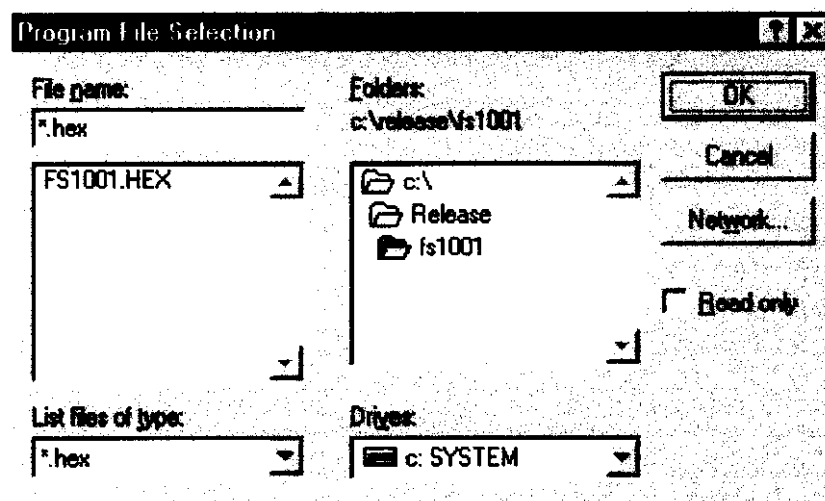 Program File Selection
File name:
*.hex
FS1001.HEX
List files of type:
*.hex
Folders:
c:\release\fs1001
c:\
Release
fs1001
Drives:
c: SYSTEM
OK
Cancel
Network...
Read only